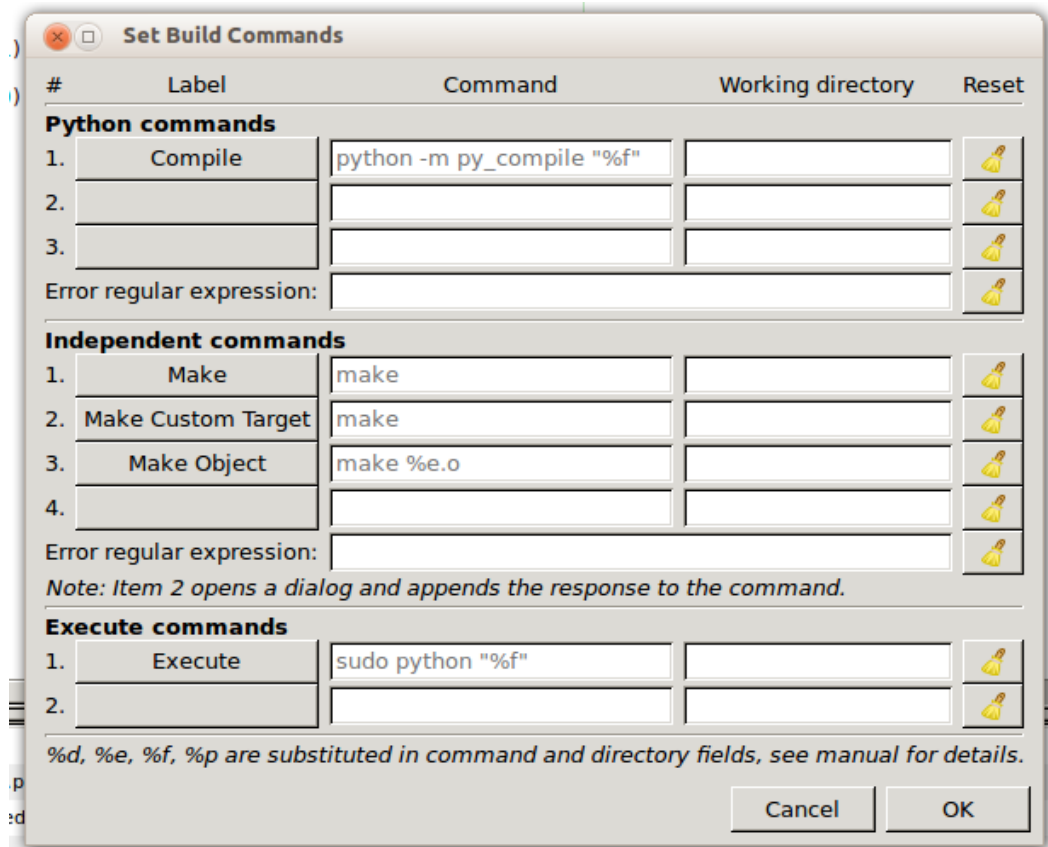 Set Build Commands
# Label Command Working directory Reset
Python commands
1. Compile python -m py_compile "%f"
2.
3.
Error regular expression:
Independent commands
1. Make make
2. Make Custom Target make
3. Make Object make %e.o
4.
Error regular expression:
Note: Item 2 opens a dialog and appends the response to the command.
Execute commands
1. Execute sudo python "%f"
2.
%d, %e, %f, %p are substituted in command and directory fields, see manual for details.
Cancel OK